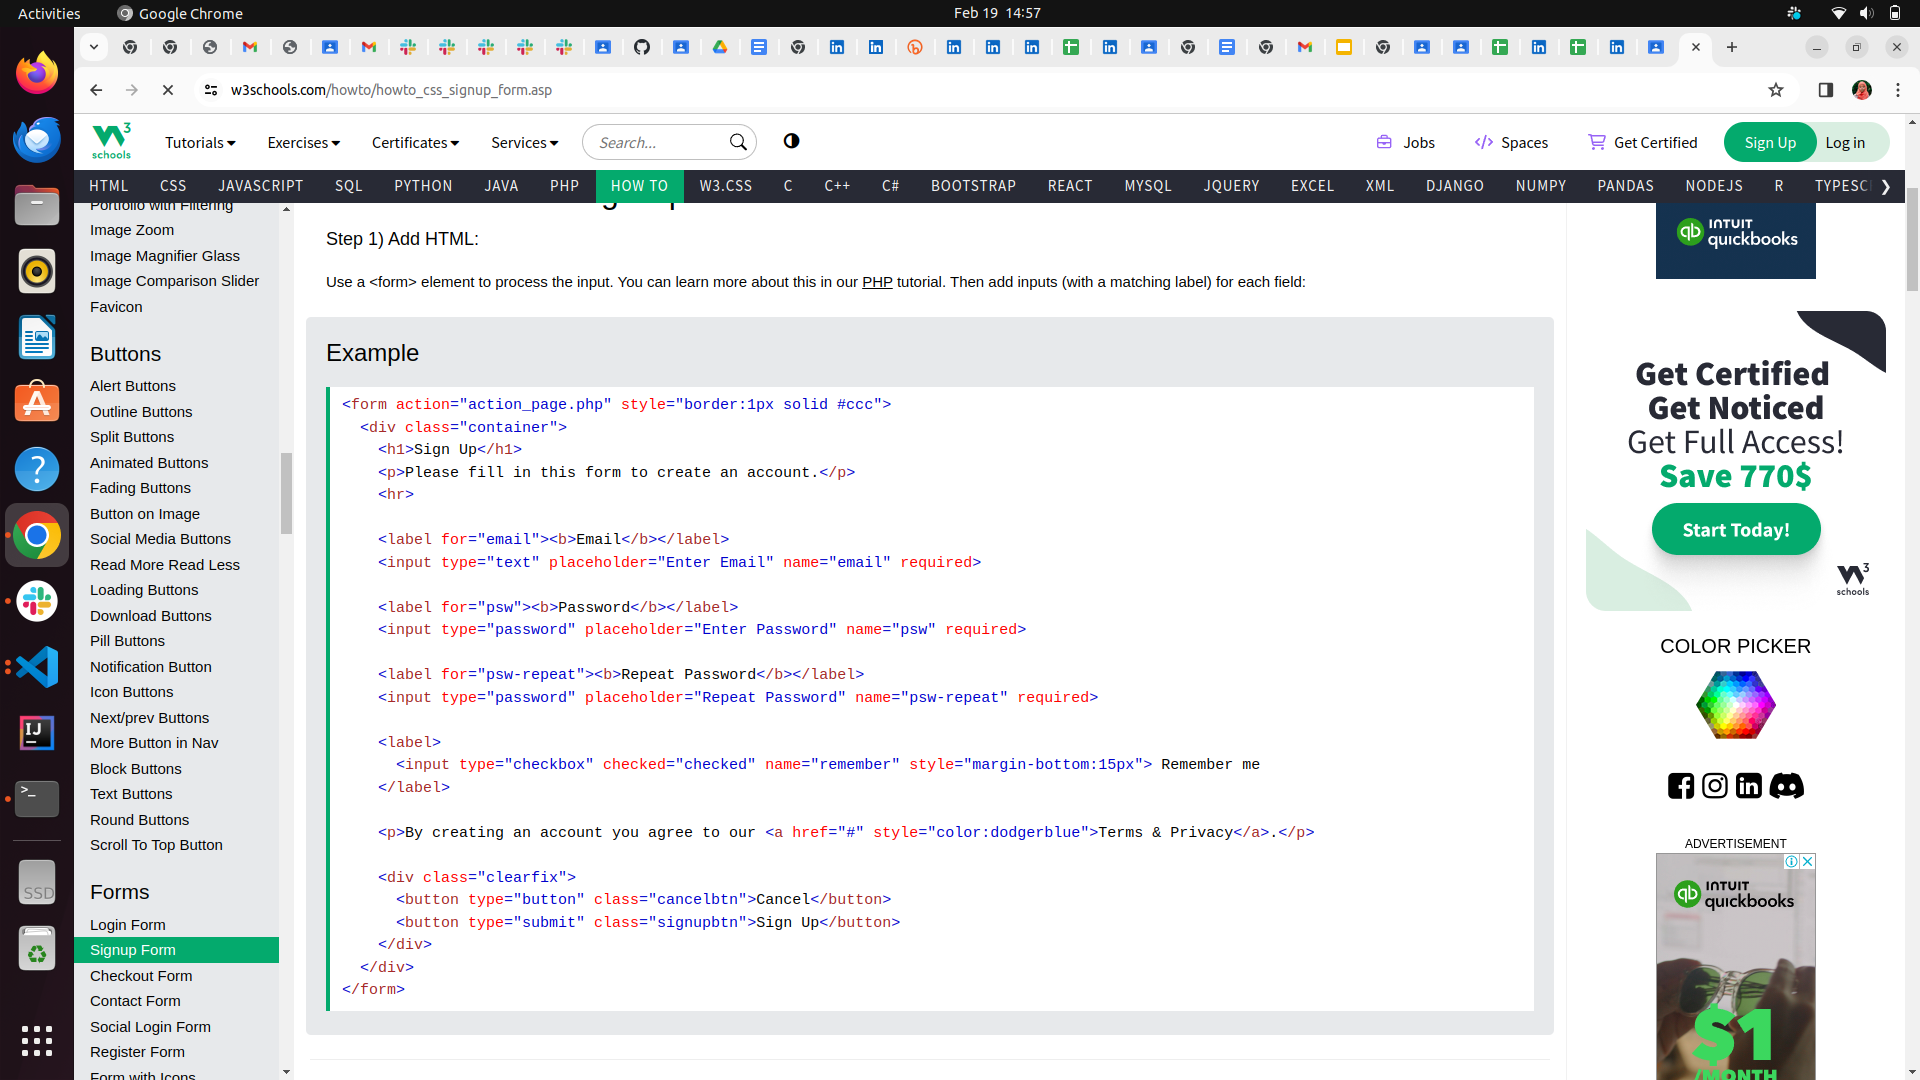 Activities
Google Chrome
Feb 19 14:57
w3schools.com/howto/howto_css_signup_form.asp
3
schools
Tutorials
Exercises
Certificates
Services
Search...
Jobs
Spaces
Get Certified
Sign Up
Log in
HTML
CSS
JAVASCRIPT
SQL
PYTHON
JAVA
PHP
HOW TO
W3.CSS
C
C++
C#
BOOTSTRAP
REACT
MYSQL
JQUERY
EXCEL
XML
DJANGO
NUMPY
PANDAS
NODEJS
R
TYPESC
Portfolio with Filtering
Image Zoom
Image Magnifier Glass
Image Comparison Slider
Favicon
Buttons
Alert Buttons
Outline Buttons
Split Buttons
Animated Buttons
Fading Buttons
Button on Image
Social Media Buttons
Read More Read Less
Loading Buttons
Download Buttons
Pill Buttons
Notification Button
Icon Buttons
Next/prev Buttons
More Button in Nav
Block Buttons
Text Buttons
Round Buttons
Scroll To Top Button
Forms
Login Form
Signup Form
Checkout Form
Contact Form
Social Login Form
Register Form
Form with Icons
Step 1) Add HTML:
Use a <form> element to process the input. You can learn more about this in our PHP tutorial. Then add inputs (with a matching label) for each field:
Example
<form action="action_page.php" style="border:1px solid #ccc">
<div class="container">
<h1>Sign Up</h1>
<p>Please fill in this form to create an account.</p>
<hr>
<label for="email"><b>Email</b></label>
<input type="text" placeholder="Enter Email" name="email" required>
<label for="psw"><b>Password</b></label>
<input type="password" placeholder="Enter Password" name="psw" required>
<label for="psw-repeat"><b>Repeat Password</b></label>
<input type="password" placeholder="Repeat Password" name="psw-repeat" required>
<label>
<input type="checkbox" checked="checked" name="remember" style="margin-bottom:15px"> Remember me
</label>
<p>By creating an account you agree to our <a href="#" style="color:dodgerblue">Terms & Privacy</a>.</p>
<div class="clearfix">
<button type="button" class="cancelbtn">Cancel</button>
<button type="submit" class="signupbtn">Sign Up</button>
</div>
</div>
</form>
qb INTUIT
quickbooks
Get Certified
Get Noticed
Get Full Access!
Save 770$
Start Today!
3
schools
COLOR PICKER
ADVERTISEMENT
qb INTUIT
quickbooks
$1
/MONTH
IJ
SSD